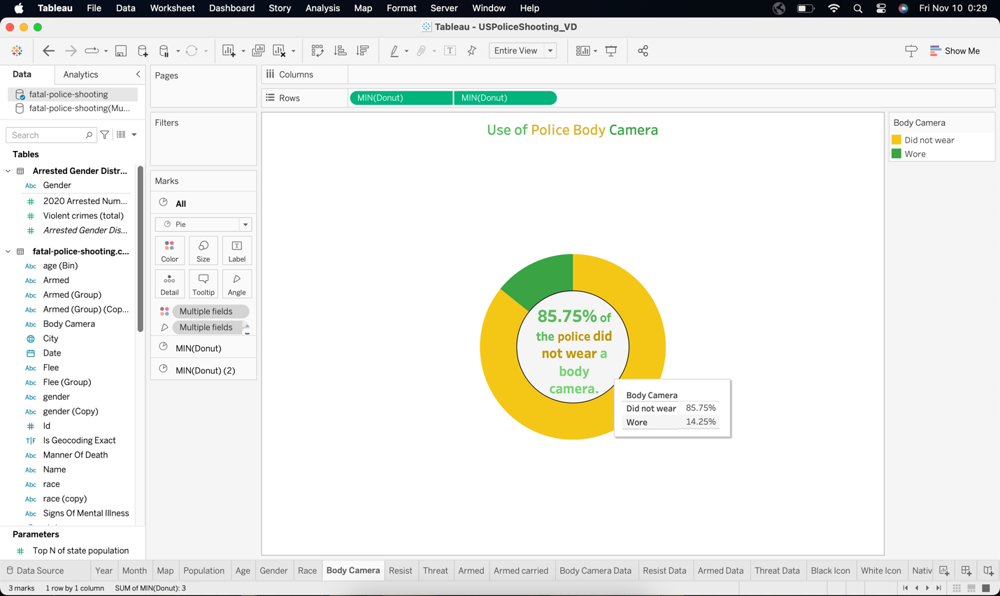 Tableau File Data Worksheet Dashboard Story Analysis Map Format Server Window Help Fri Nov 10 0:29
Tableau - USPoliceShooting_VD
Entire View
Show Me
Data Analytics
fatal-police-shooting
fatal-police-shooting(Mu...
Search
Tables
Arrested Gender Distr...
Abc Gender
# 2020 Arrested Num...
# Violent crimes (total)
# Arrested Gender Dis...
fatal-police-shooting.c...
Abc age (Bin)
Abc Armed
Abc Armed (Group)
Abc Armed (Group) (Cop...
Abc Body Camera
City
Date
Abc Flee
Abc Flee (Group)
Abc gender
Abc gender (Copy)
# Id
T|F Is Geocoding Exact
Abc Manner Of Death
Abc Name
Abc race
Abc race (copy)
Abc Signs Of Mental Illness
Parameters
# Top N of state population
Pages
Filters
Marks
All
Pie
Color Size Label
Detail Tooltip Angle
Multiple fields
Multiple fields
MIN(Donut)
MIN(Donut) (2)
Columns
Rows MIN(Donut) MIN(Donut)
Use of Police Body Camera
85.75% of
the police did
not wear a
body
camera.
Body Camera
Did not wear 85.75%
Wore 14.25%
Body Camera
Did not wear
Wore
Data Source Year Month Map Population Age Gender Race Body Camera Resist Threat Armed Armed carried Body Camera Data Resist Data Armed Data Threat Data Black Icon White Icon Nativ
3 marks 1 row by 1 column SUM of MIN(Donut): 3